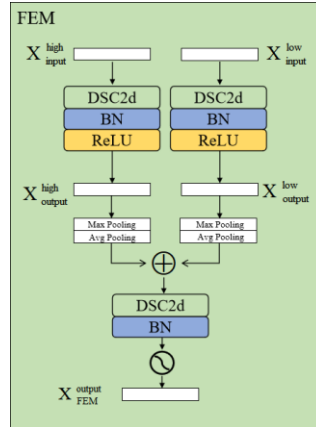 FEM
X high input
X low input
DSC2d
DSC2d
BN
BN
ReLU
ReLU
X high output
X low output
Max Pooling
Max Pooling
Avg Pooling
Avg Pooling
DSC2d
BN
X output FEM